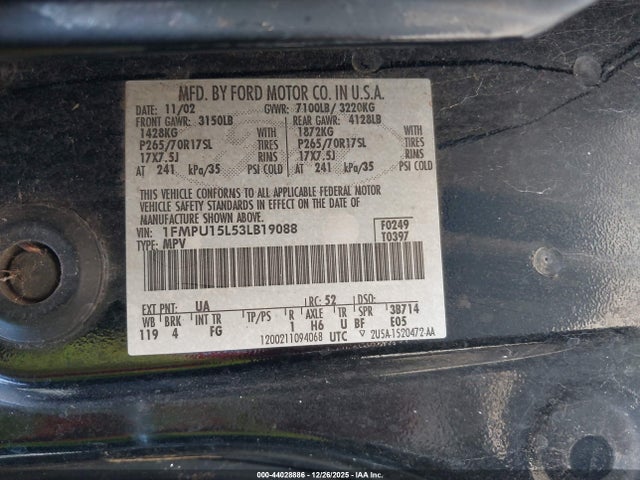 MFD. BY FORD MOTOR CO. IN U.S.A.
DATE: 11/02 GVWR: 7100LB/ 3220KG
FRONT GAWR: 3150LB REAR GAWR: 4128LB
1428KG WITH 1872KG WITH
P265/70R17SL TIRES P265/70R17SL TIRES
17X7.5J RIMS 17X7.5J RIMS
AT 241 kPa/35 PSI COLD AT 241 kPa/35 PSI COLD
THIS VEHICLE CONFORMS TO ALL APPLICABLE FEDERAL MOTOR
VEHICLE SAFETY STANDARDS IN EFFECT ON THE DATE OF
MANUFACTURE SHOWN ABOVE.
VIN: 1FMPU15L53LB19088 F0249
TYPE: MPV T0397
EXT PNT: UA RC: 52 DSO:
WB BRK INT TR TP/PS R AXLE TR SPR 3B714
119 4 FG 1 H6 U BF E05
1200211094068 UTC ▽ 2U5A-1520472-AA
000-44028886 - 12/26/2025 - IAA Inc.